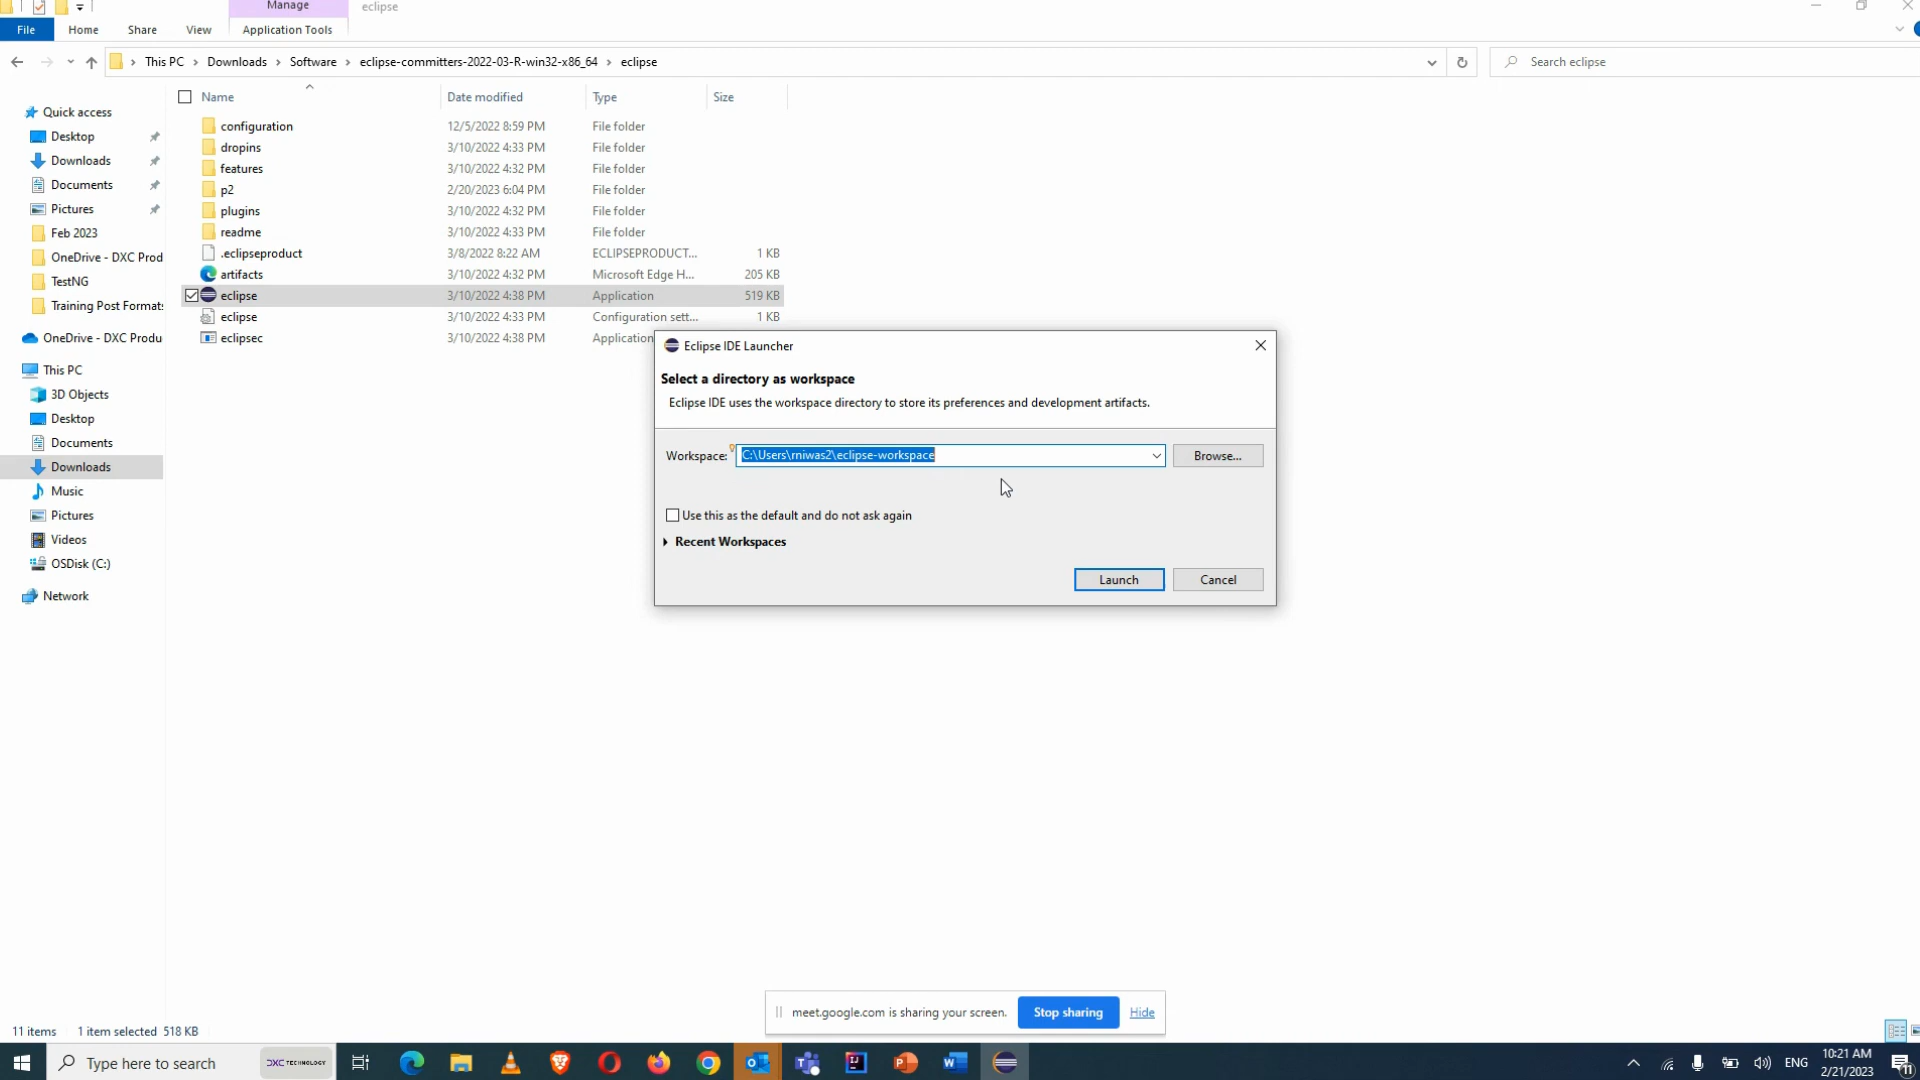 Manage eclipse
File Home Share View Application Tools
This PC Downloads Software eclipse-committers-2022-03-R-win32-x86_64 eclipse Search eclipse
Name Date modified Type Size
Quick access
Desktop
Downloads
Documents
Pictures
Feb 2023
OneDrive - DXC Prod
TestNG
Training Post Formats
OneDrive - DXC Produ
This PC
3D Objects
Desktop
Documents
Downloads
Music
Pictures
Videos
OSDisk (C:)
Network
configuration 12/5/2022 8:59 PM File folder
dropins 3/10/2022 4:33 PM File folder
features 3/10/2022 4:32 PM File folder
p2 2/20/2023 6:04 PM File folder
plugins 3/10/2022 4:32 PM File folder
readme 3/10/2022 4:33 PM File folder
.eclipseproduct 3/8/2022 8:22 AM ECLIPSEPRODUCT... 1 KB
artifacts 3/10/2022 4:32 PM Microsoft Edge H... 205 KB
eclipse 3/10/2022 4:38 PM Application 519 KB
eclipse 3/10/2022 4:33 PM Configuration sett... 1 KB
eclipsec 3/10/2022 4:38 PM Application
Eclipse IDE Launcher
Select a directory as workspace
Eclipse IDE uses the workspace directory to store its preferences and development artifacts.
Workspace: C:\Users\rniwas2\eclipse-workspace Browse...
Use this as the default and do not ask again
Recent Workspaces
Launch Cancel
meet.google.com is sharing your screen. Stop sharing Hide
11 items 1 item selected 518 KB
Type here to search DXC TECHNOLOGY ENG 10:21 AM
2/21/2023 11